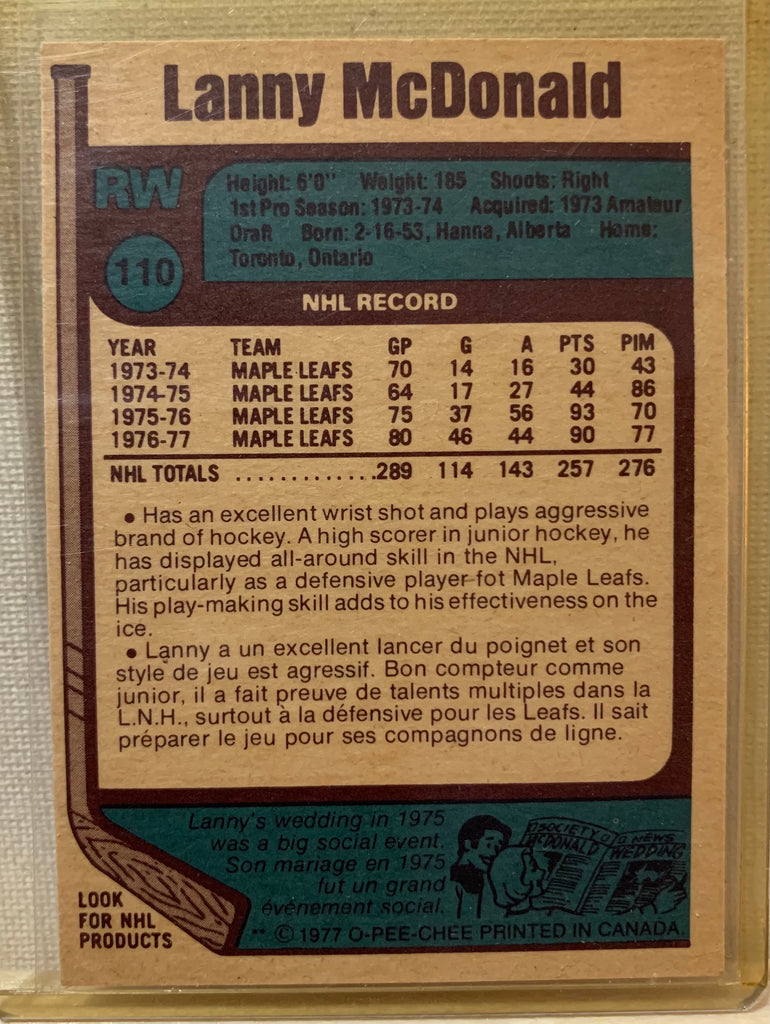 Lanny McDonald
RW
Height: 6'0'' Weight: 185 Shoots: Right
1st Pro Season: 1973-74 Acquired: 1973 Amateur
Draft Born: 2-16-53, Hanna, Alberta Home:
Toronto, Ontario
110
NHL RECORD
YEAR TEAM GP G A PTS PIM
1973-74 MAPLE LEAFS 70 14 16 30 43
1974-75 MAPLE LEAFS 64 17 27 44 86
1975-76 MAPLE LEAFS 75 37 56 93 70
1976-77 MAPLE LEAFS 80 46 44 90 77
NHL TOTALS .............289 114 143 257 276
• Has an excellent wrist shot and plays aggressive
brand of hockey. A high scorer in junior hockey, he
has displayed all-around skill in the NHL,
particularly as a defensive player fot Maple Leafs.
His play-making skill adds to his effectiveness on the
ice.
• Lanny a un excellent lancer du poignet et son
style de jeu est agressif. Bon compteur comme
junior, il a fait preuve de talents multiples dans la
L.N.H., surtout à la défensive pour les Leafs. Il sait
préparer le jeu pour ses compagnons de ligne.
Lanny's wedding in 1975
was a big social event.
Son mariage en 1975
fut un grand
événement social.
SOCIETY
McDONALD
NEWS
WEDDING
LOOK
FOR NHL
PRODUCTS
** © 1977 O-PEE-CHEE PRINTED IN CANADA.